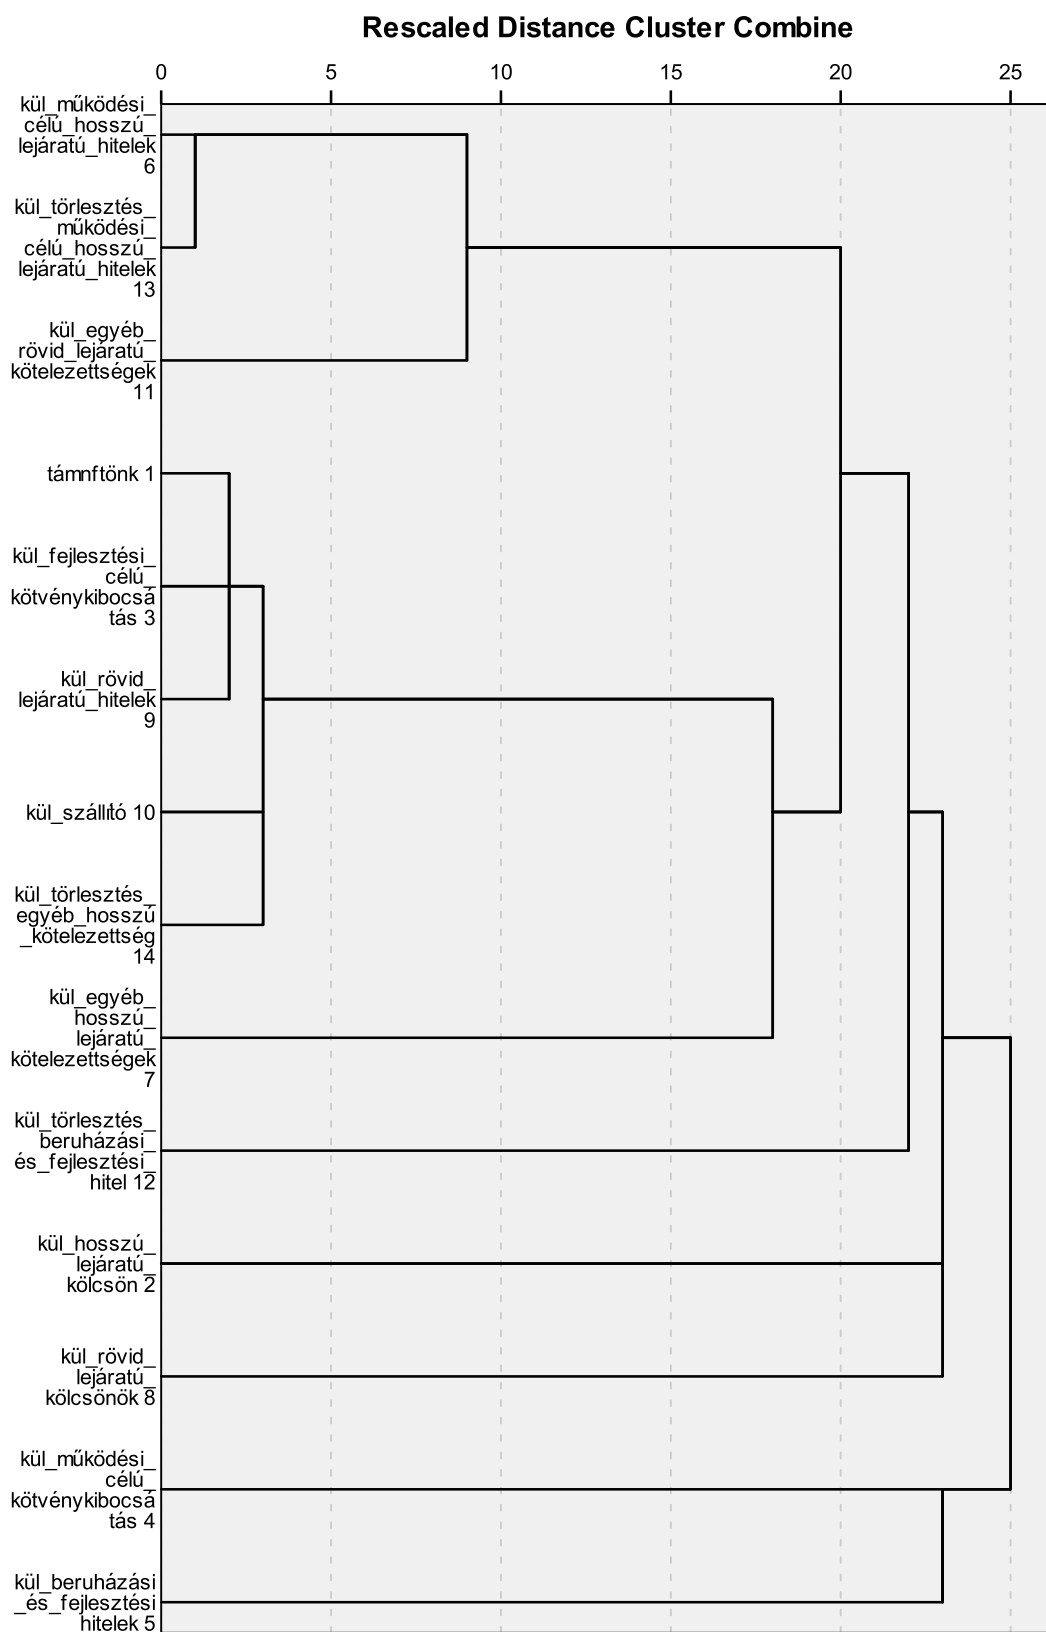 Rescaled Distance Cluster Combine
0 5 10 15 20 25
kül_működési_
célú_hosszú_
lejáratú_hitelek
6
kül_törlesztés_
működési_
célú_hosszú_
lejáratú_hitelek
13
kül_egyéb_
rövid_lejáratú_
kötelezettségek
11
támnftönk 1
kül_fejlesztési_
célú_
kötvénykibocsá
tás 3
kül_rövid_
lejáratú_hitelek
9
kül_szállító 10
kül_törlesztés_
egyéb_hosszú
_kötelezettség
14
kül_egyéb_
hosszú_
lejáratú_
kötelezettségek
7
kül_törlesztés_
beruházási_
és_fejlesztési_
hitel 12
kül_hosszú_
lejáratú_
kölcsön 2
kül_rövid_
lejáratú_
kölcsönök 8
kül_működési_
célú_
kötvénykibocsá
tás 4
kül_beruházási
_és_fejlesztési
hitelek 5